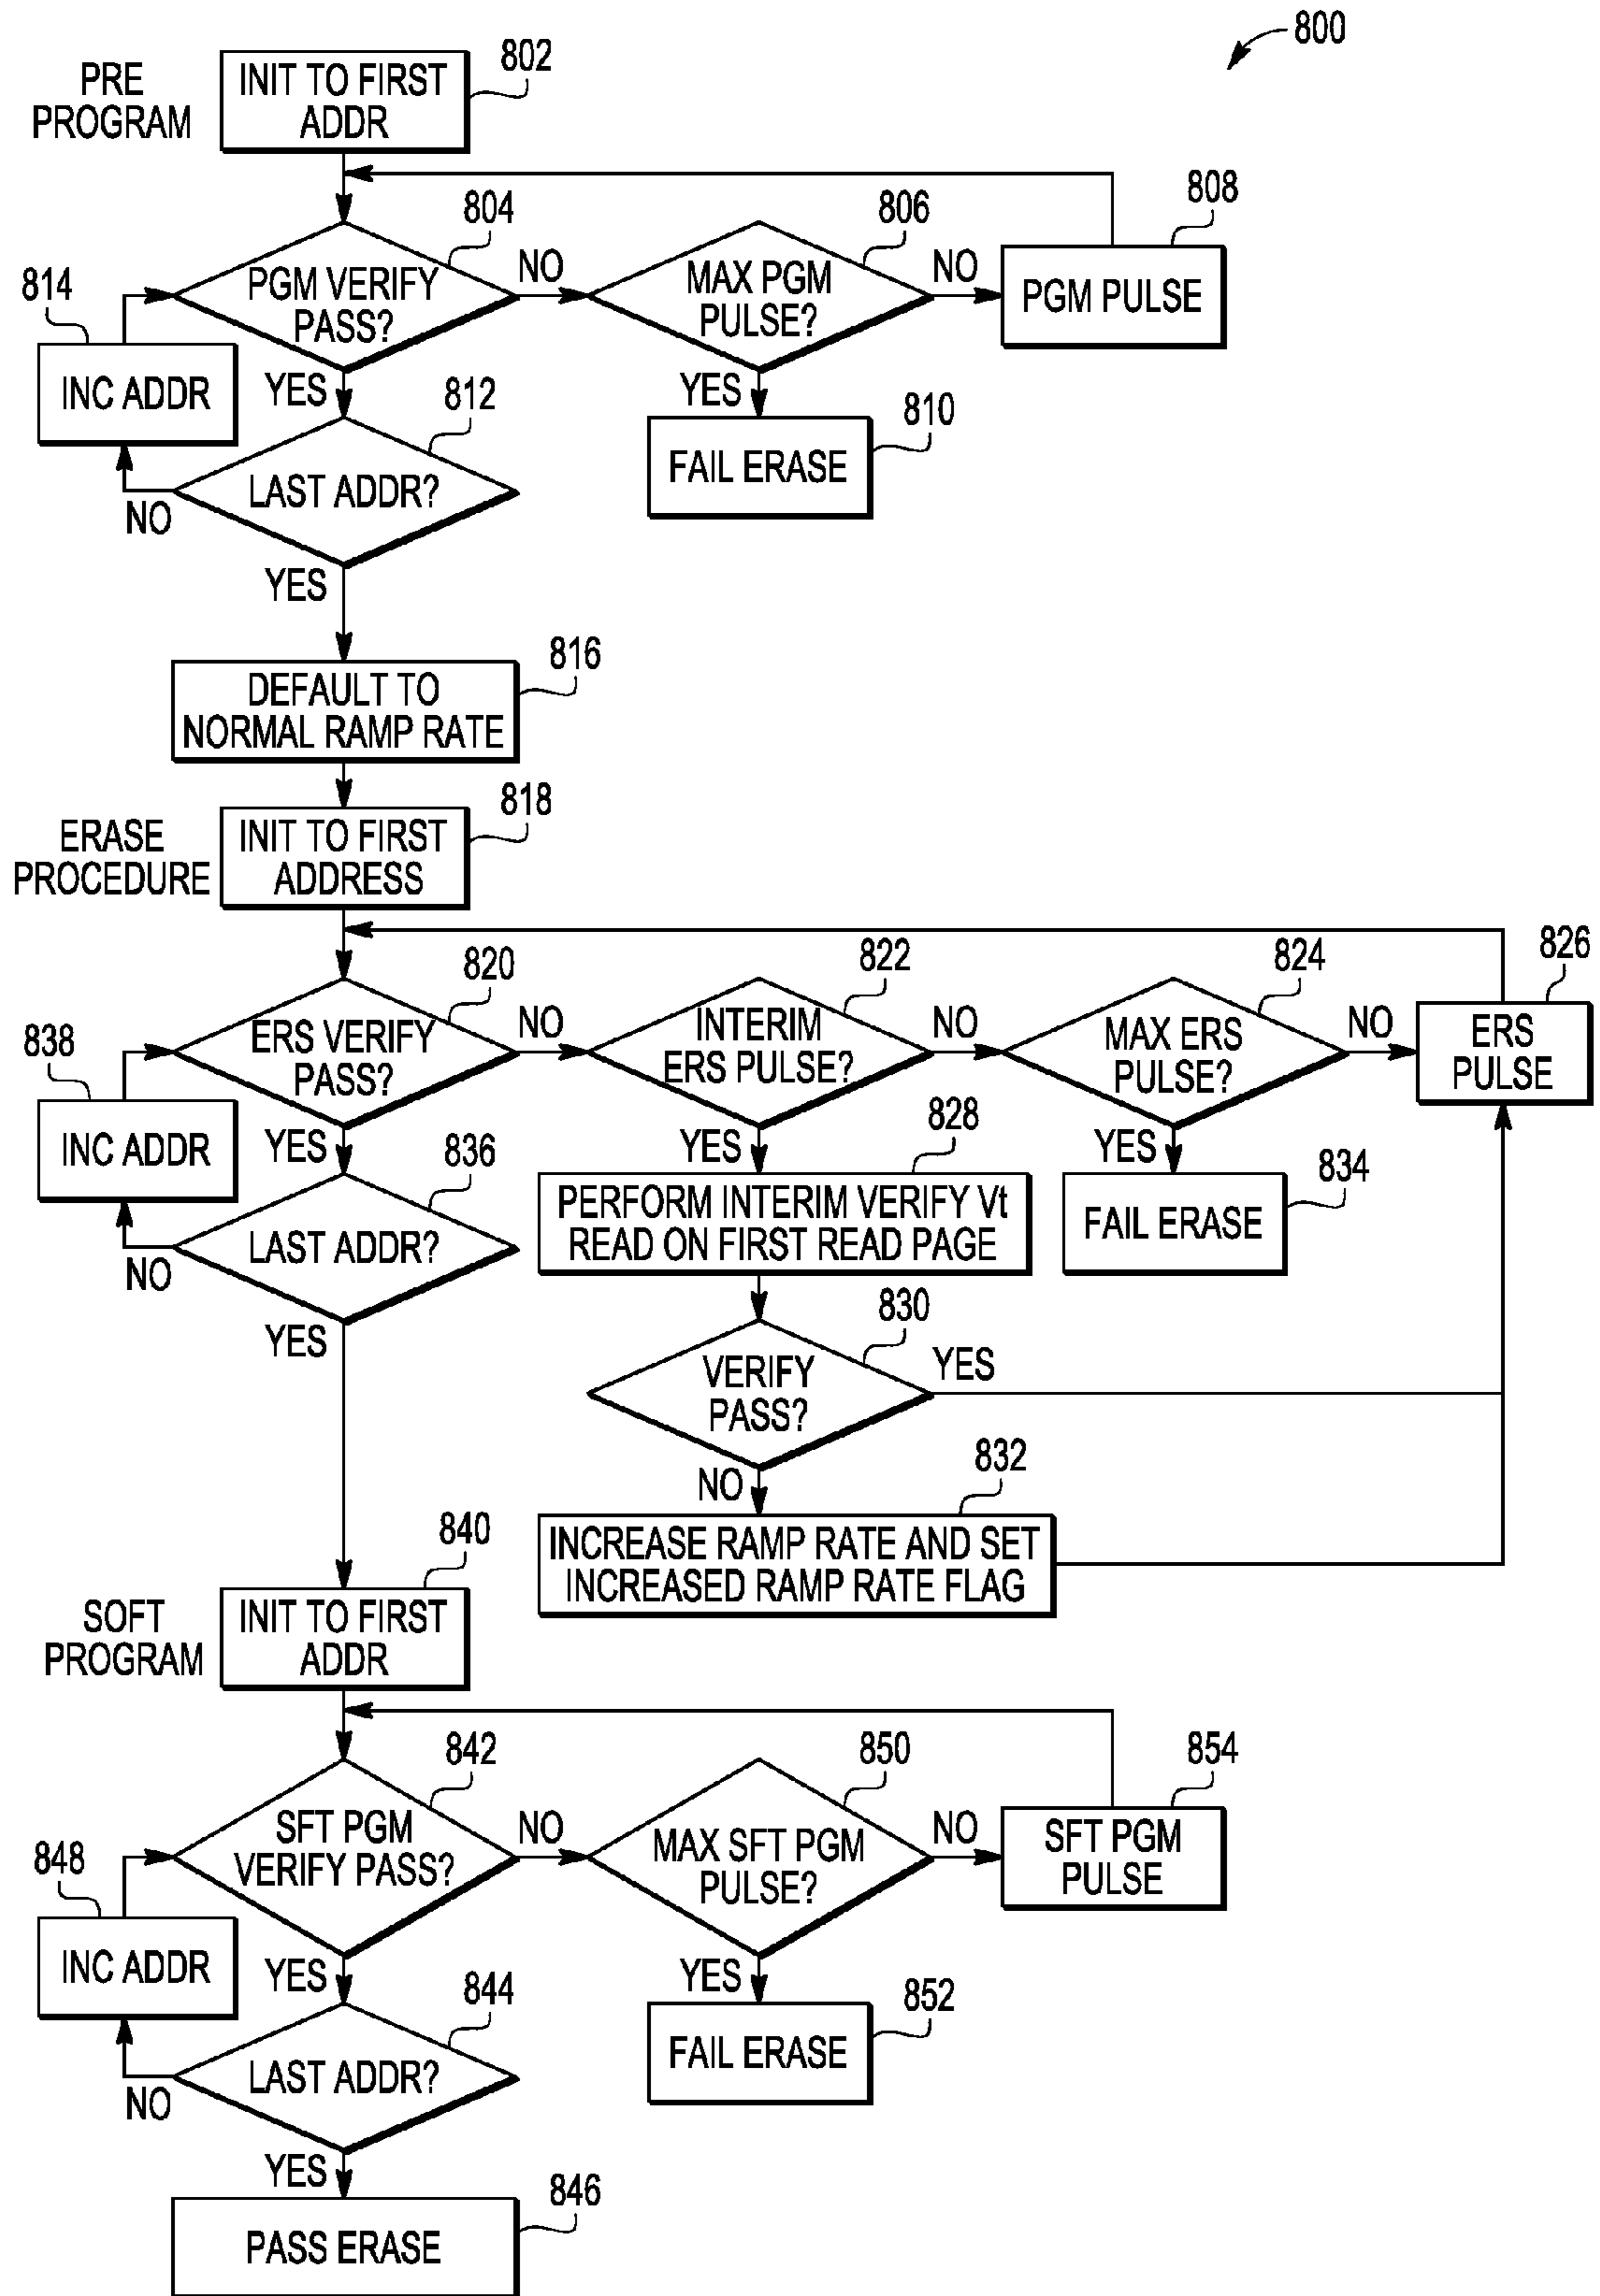 800
PRE
PROGRAM
INIT TO FIRST
ADDR
802
804
PGM VERIFY
PASS?
NO
806
MAX PGM
PULSE?
NO
808
PGM PULSE
814
INC ADDR
YES
812
LAST ADDR?
NO
YES
YES
810
FAIL ERASE
816
DEFAULT TO
NORMAL RAMP RATE
818
ERASE
PROCEDURE
INIT TO FIRST
ADDRESS
820
ERS VERIFY
PASS?
NO
822
INTERIM
ERS PULSE?
NO
824
MAX ERS
PULSE?
NO
826
ERS
PULSE
838
INC ADDR
YES
836
LAST ADDR?
NO
YES
YES
828
PERFORM INTERIM VERIFY Vt
READ ON FIRST READ PAGE
YES
834
FAIL ERASE
830
VERIFY
PASS?
YES
NO
832
INCREASE RAMP RATE AND SET
INCREASED RAMP RATE FLAG
840
SOFT
PROGRAM
INIT TO FIRST
ADDR
842
SFT PGM
VERIFY PASS?
NO
850
MAX SFT PGM
PULSE?
NO
854
SFT PGM
PULSE
848
INC ADDR
YES
844
LAST ADDR?
NO
YES
YES
852
FAIL ERASE
846
PASS ERASE